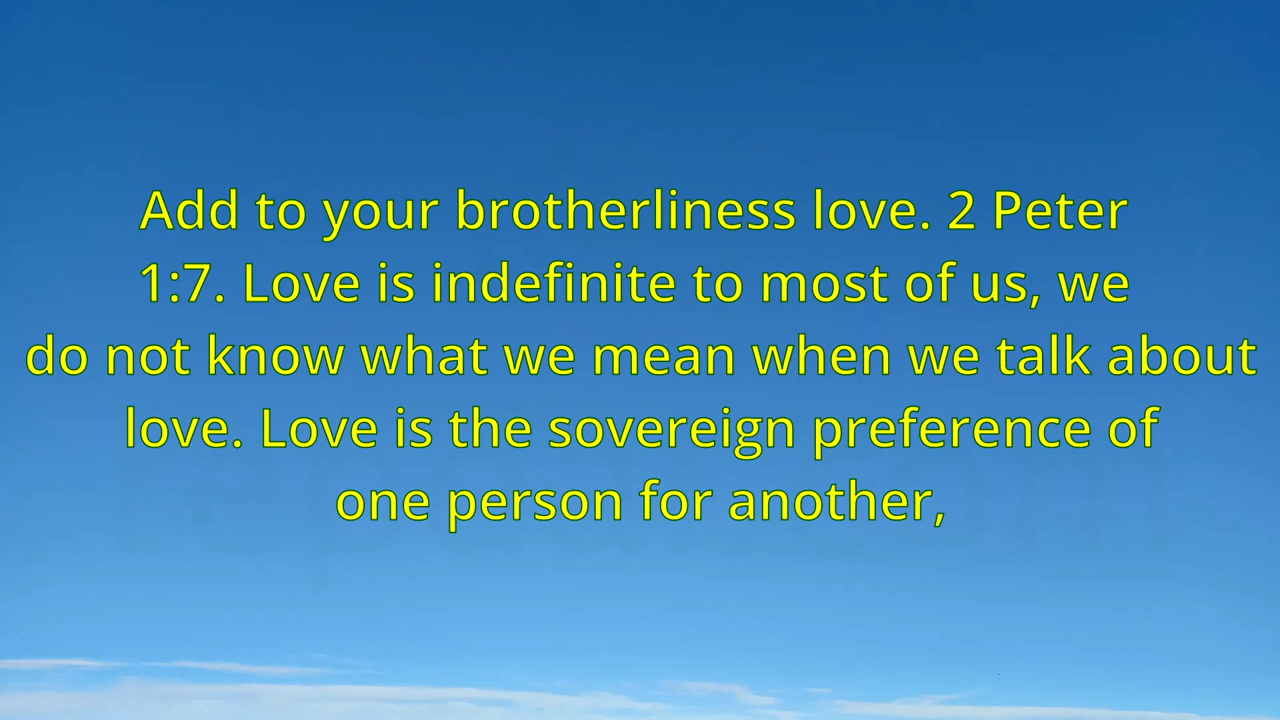 Add to your brotherliness love. 2 Peter
1:7. Love is indefinite to most of us, we
do not know what we mean when we talk about
love. Love is the sovereign preference of
one person for another,